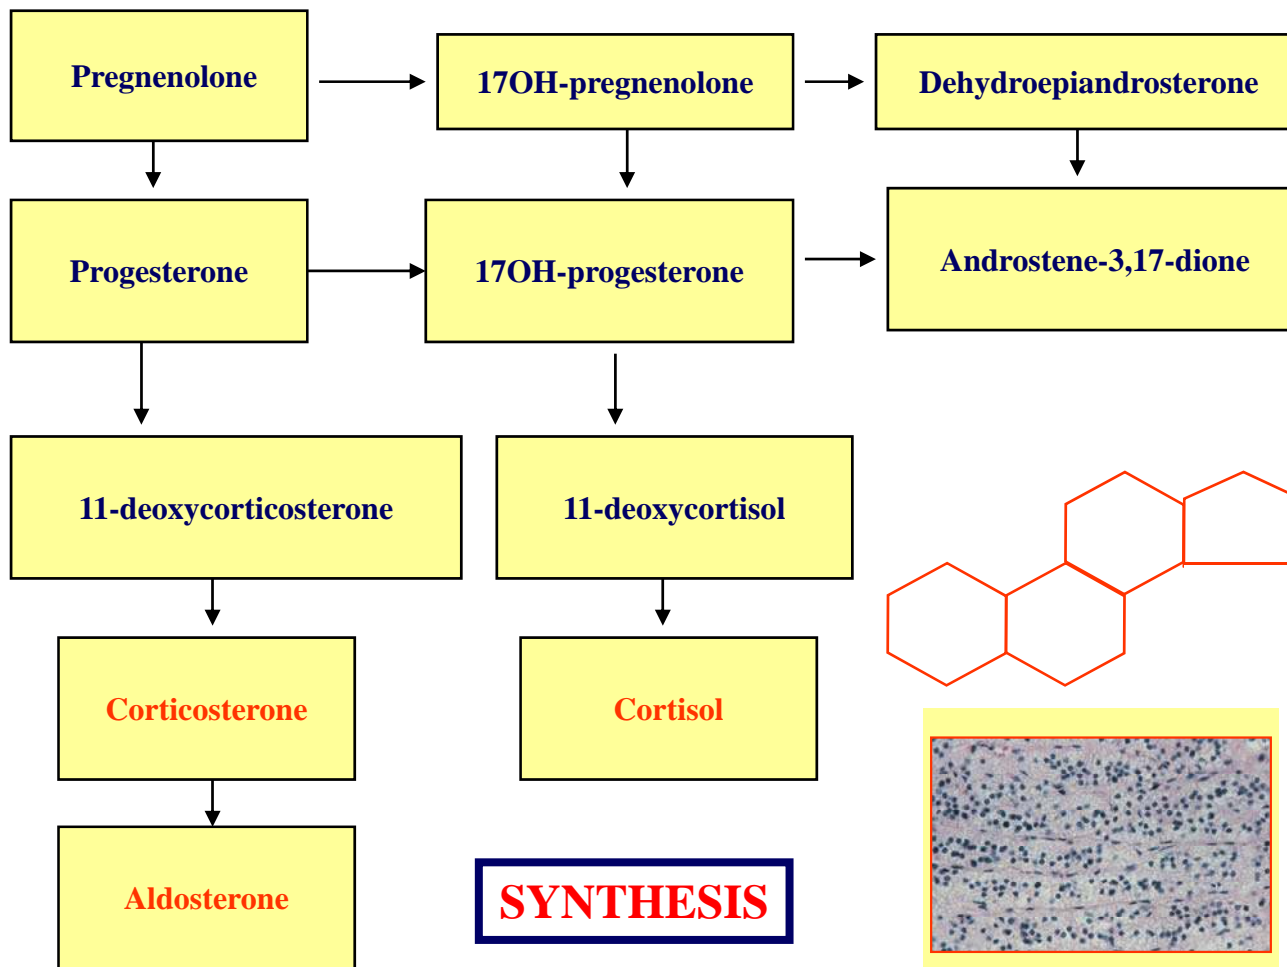 Pregnenolone
17OH-pregnenolone
Dehydroepiandrosterone
Progesterone
17OH-progesterone
Androstene-3,17-dione
11-deoxycorticosterone
11-deoxycortisol
Corticosterone
Cortisol
Aldosterone
SYNTHESIS